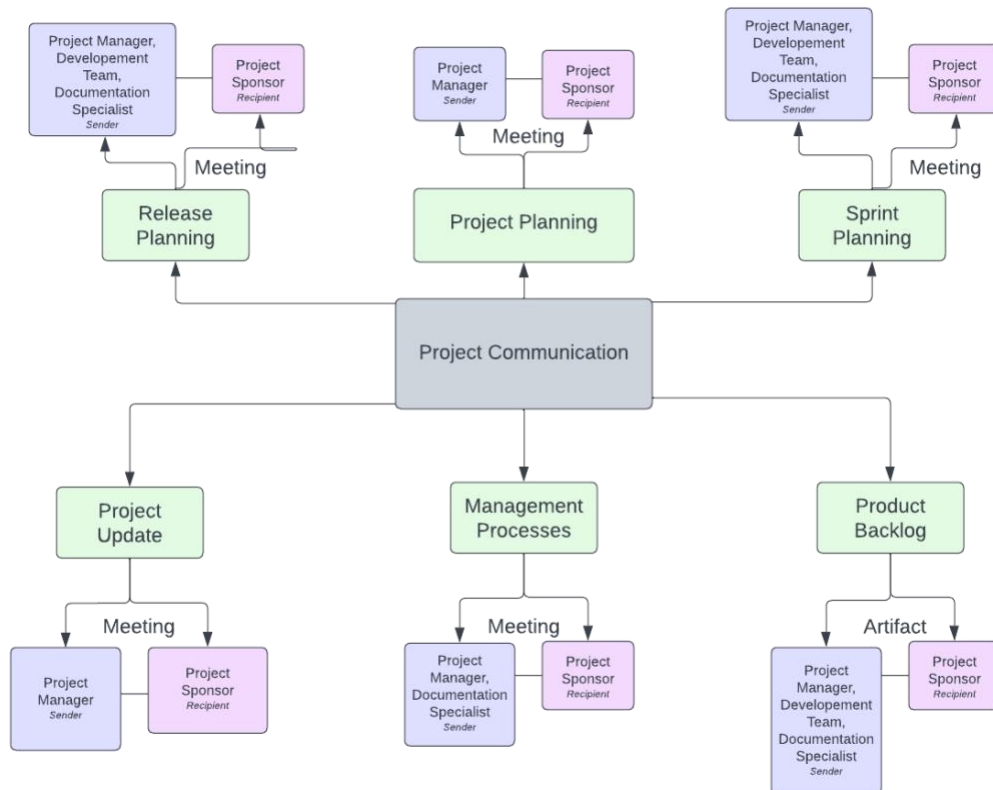 Project Manager,
Developement
Team,
Documentation
Specialist
Sender
Project
Sponsor
Recipient
Meeting
Release
Planning
Project
Manager
Sender
Project
Sponsor
Recipient
Meeting
Project Planning
Project Manager,
Developement
Team,
Documentation
Specialist
Sender
Project
Sponsor
Recipient
Meeting
Sprint
Planning
Project Communication
Project
Update
Meeting
Project
Manager
Sender
Project
Sponsor
Recipient
Management
Processes
Meeting
Project
Manager,
Documentation
Specialist
Sender
Project
Sponsor
Recipient
Product
Backlog
Artifact
Project
Manager,
Developement
Team,
Documentation
Specialist
Sender
Project
Sponsor
Recipient